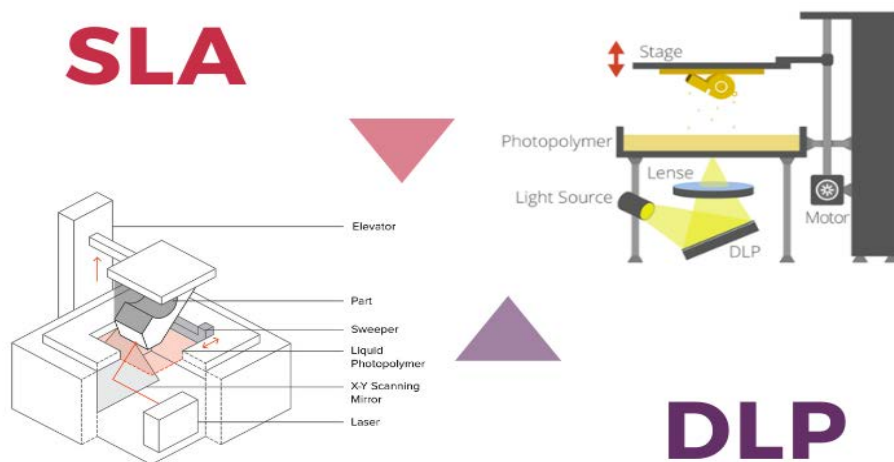 SLA
Stage
Photopolymer
Lense
Light Source
Motor
DLP
Elevator
Part
Sweeper
Liquid
Photopolymer
X-Y Scanning
Mirror
Laser
DLP